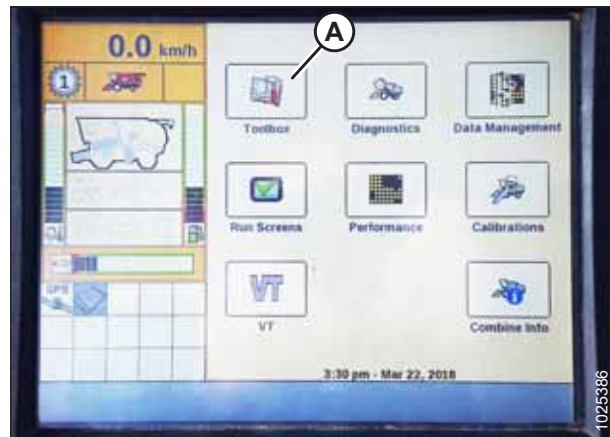 A
0.0 km/h
1
Toolbox
Diagnostics
Data Management
Run Screens
Performance
Calibrations
GPS
VT
VT
Combine Info
3:30 pm - Mar 22, 2018
1025386